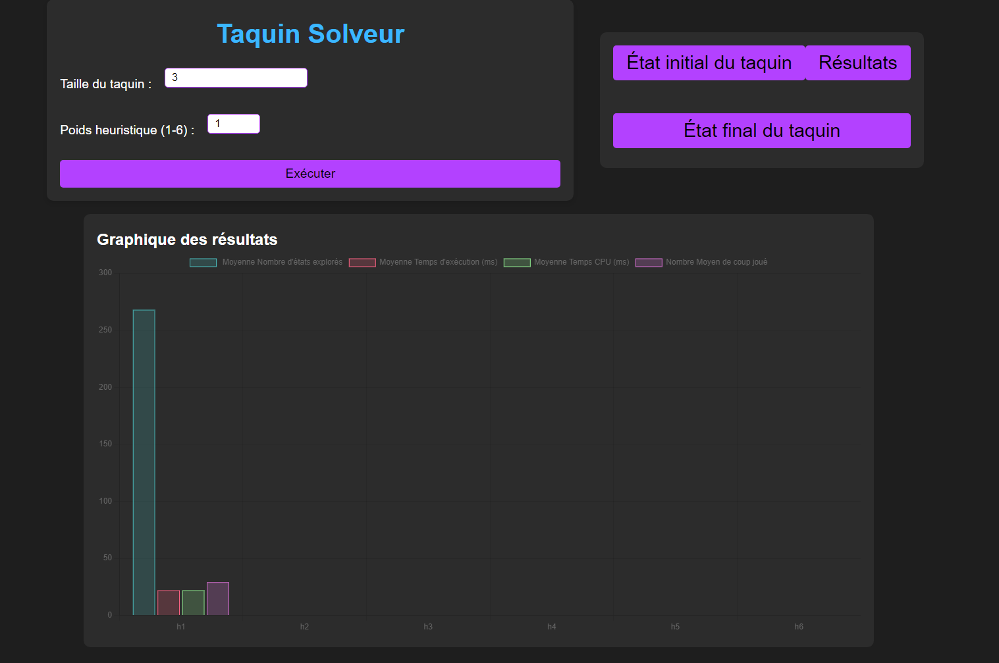 Taquin Solveur
Taille du taquin :
3
Poids heuristique (1-6) :
1
Exécuter
État initial du taquin
Résultats
État final du taquin
Graphique des résultats
Moyenne Nombre d'états explorés
Moyenne Temps d'exécution (ms)
Moyenne Temps CPU (ms)
Nombre Moyen de coup joué
300
250
200
150
100
50
0
h1
h2
h3
h4
h5
h6